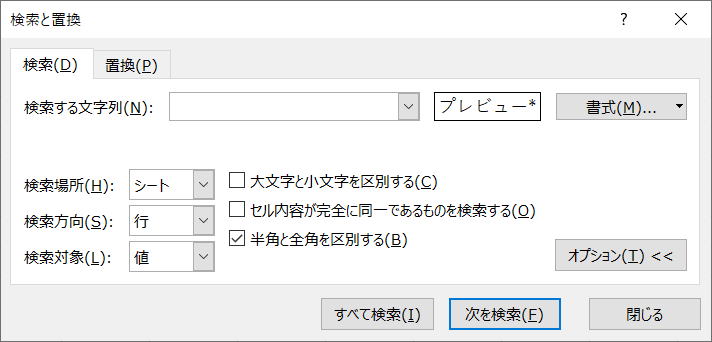 検索と置換
検索(D) 置換(P)
検索する文字列(N): プレビュー* 書式(M)...
検索場所(H): シート 大文字と小文字を区別する(C)
検索方向(S): 行 セル内容が完全に同一であるものを検索する(O)
検索対象(L): 値 半角と全角を区別する(B)
オプション(T) <<
すべて検索(I) 次を検索(F) 閉じる